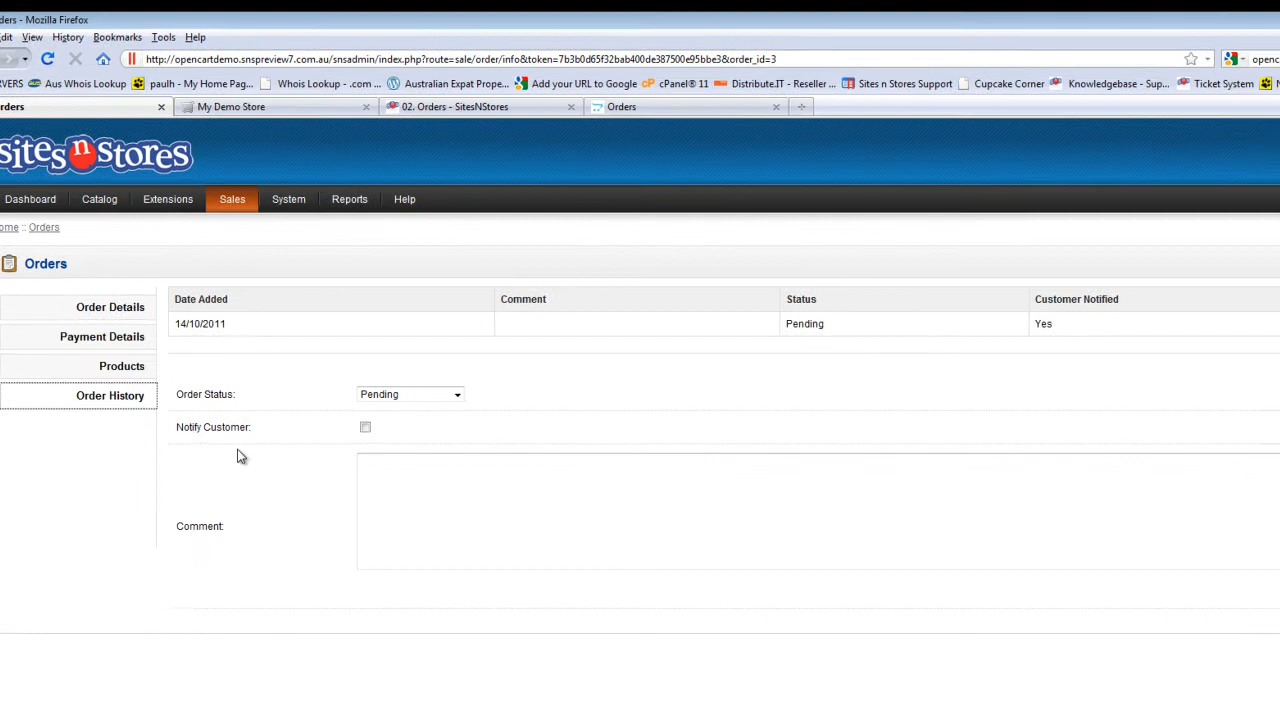 ders - Mozilla Firefox
dit View History Bookmarks Tools Help
http://opencartdemo.snspreview7.com.au/snsadmin/index.php?route=sale/order/info&token=7b3b0d65f32bab400de387500e95bbe3&order_id=3
openc
VERS Aus Whois Lookup paulh - My Home Pag... Whois Lookup - .com.... Australian Expat Forum... Add your URL to Google cPanel® 11 Distribute.IT - Reseller ... Sites n Stores Support Cupcake Corner Knowledgebase - Sup... Ticket System
rders My Demo Store 02. Orders - SitesNStores Orders
sites n stores
Dashboard Catalog Extensions Sales System Reports Help
ome :: Orders
Orders
Order Details
Payment Details
Products
Order History
Date Added Comment Status Customer Notified
14/10/2011 Pending Yes
Order Status: Pending
Notify Customer:
Comment: